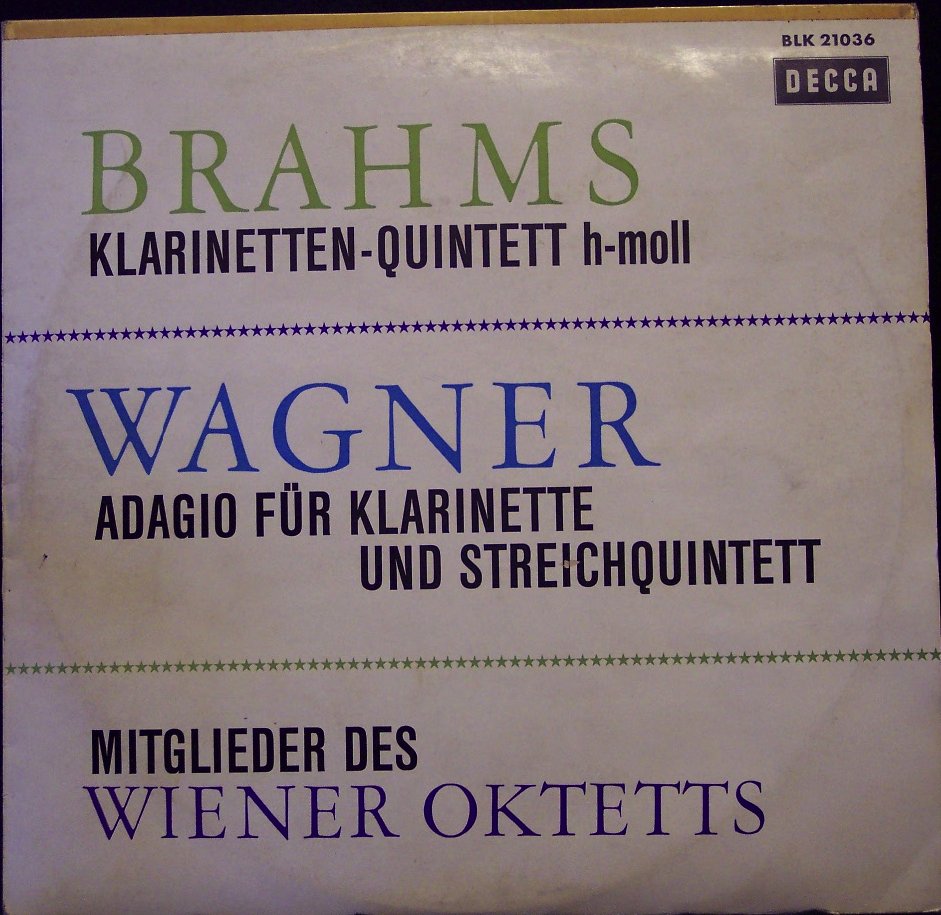 BLK 21036
DECCA
BRAHMS
KLARINETTEN-QUINTETT h-moll
WAGNER
ADAGIO FÜR KLARINETTE
UND STREICHQUINTETT
MITGLIEDER DES
WIENER OKTETTS